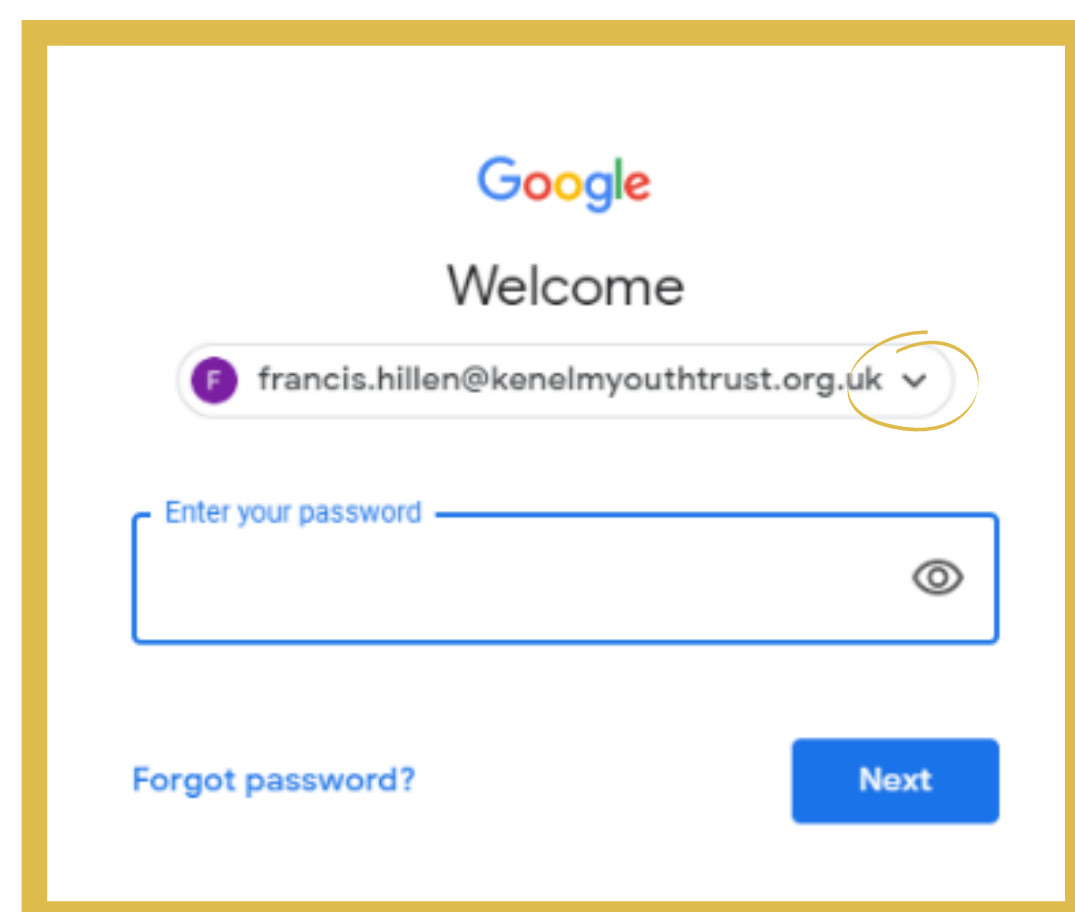 Google
Welcome
F francis.hillen@kenelmyouthtrust.org.uk
Enter your password
Forgot password? Next